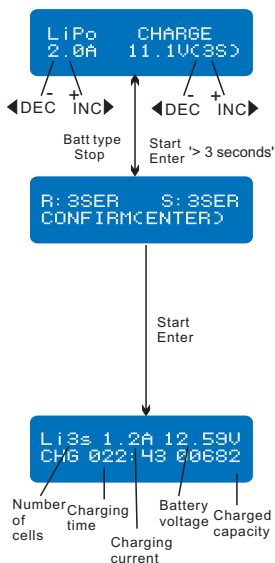 LiPo CHARGE
2.0A 11.1V(3S)
- + - +
◀DEC INC▶ ◀DEC INC▶
Batt type
Stop
Start
Enter '> 3 seconds'
R: 3SER S: 3SER
CONFIRM(ENTER)
Start
Enter
Li3s 1.2A 12.59V
CHG 022:43 00682
Number
of
cells
Charging
time
Charging
current
Battery
voltage
Charged
capacity